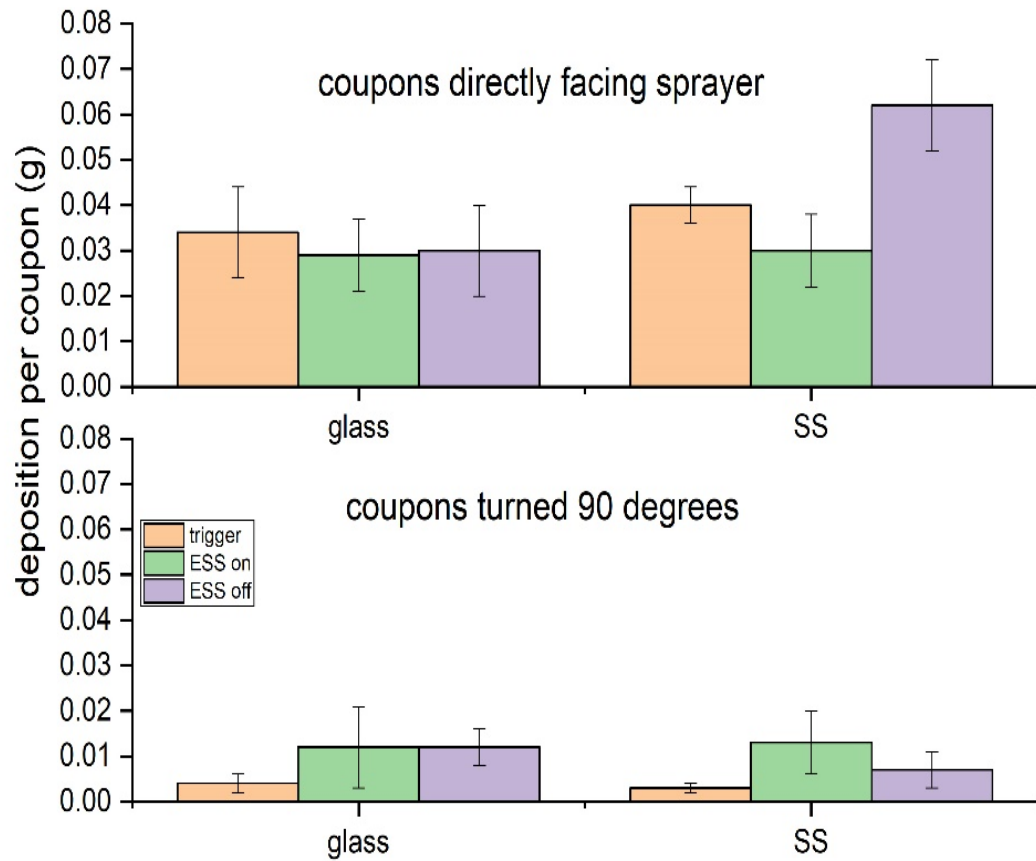 deposition per coupon (g)
0.08
0.07
0.06
0.05
0.04
0.03
0.02
0.01
0.00
coupons directly facing sprayer
glass SS
0.08
0.07
0.06
0.05
0.04
0.03
0.02
0.01
0.00
coupons turned 90 degrees
trigger
ESS on
ESS off
glass SS